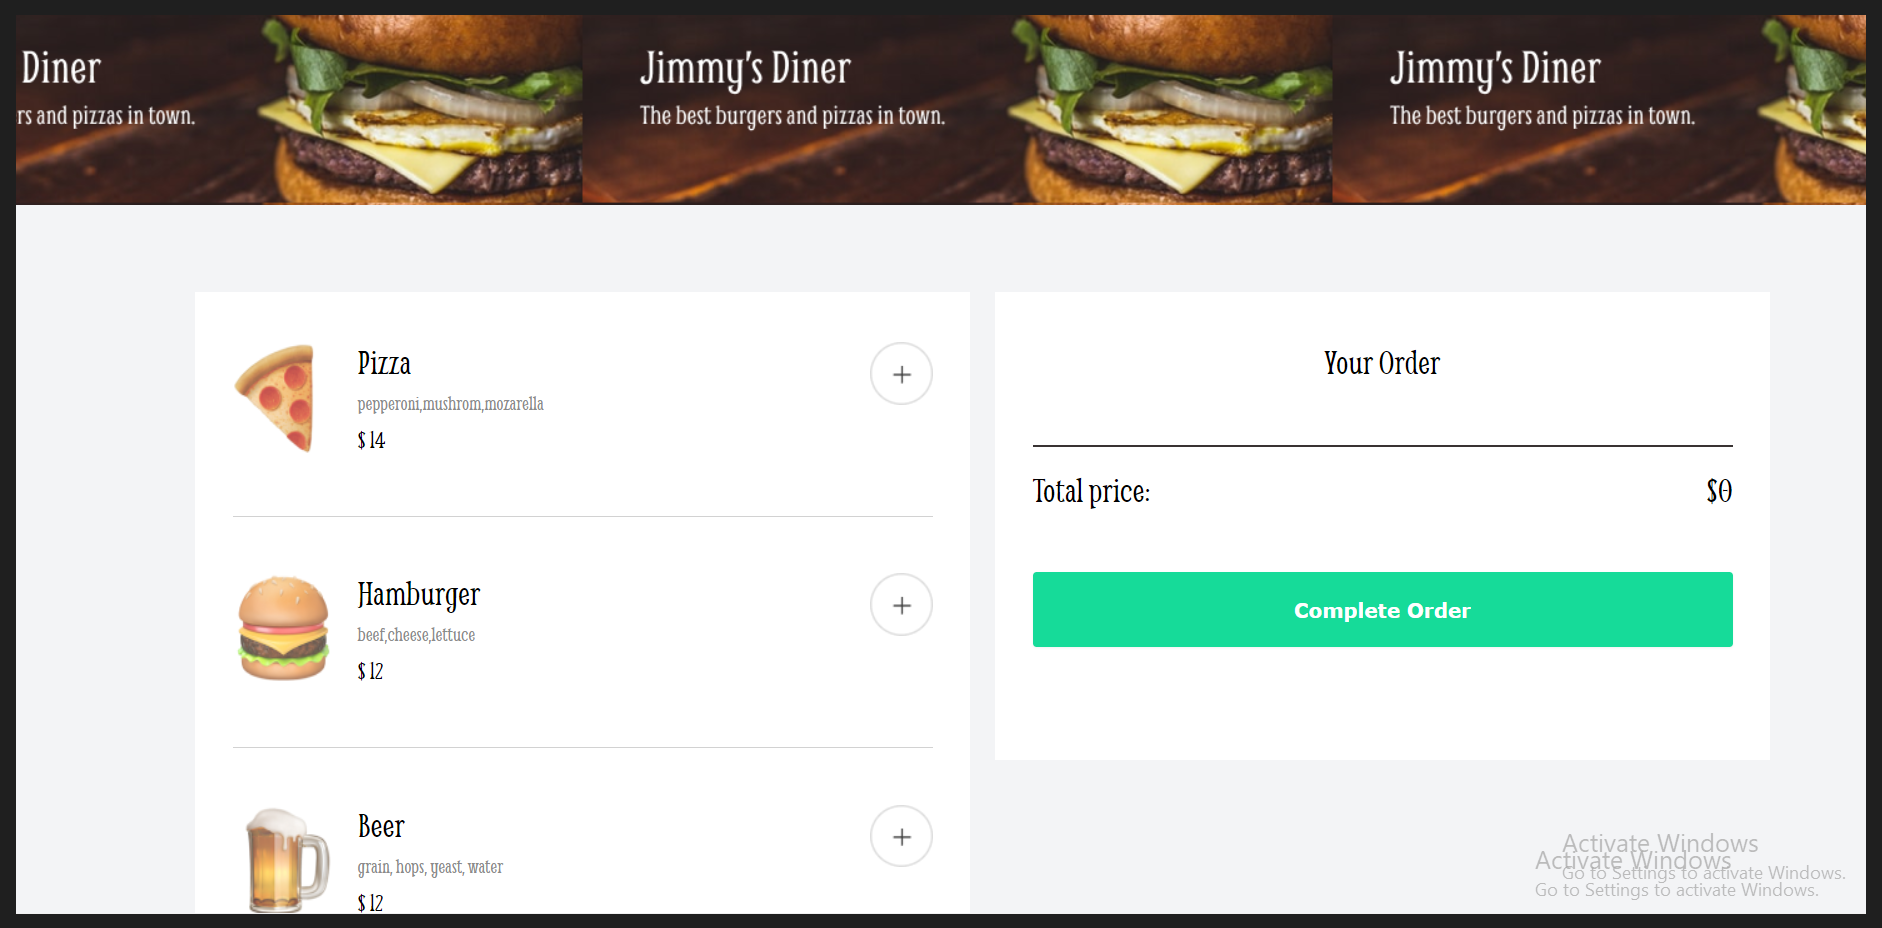 Diner
rs and pizzas in town.
Jimmy's Diner
The best burgers and pizzas in town.
Jimmy's Diner
The best burgers and pizzas in town.
Pizza
pepperoni,mushrom,mozarella
$ 14
Hamburger
beef,cheese,lettuce
$ 12
Beer
grain, hops, yeast, water
$ 12
Your Order
Total price: $0
Complete Order
Activate Windows
Activate Windows
Go to Settings to activate Windows.
Go to Settings to activate Windows.